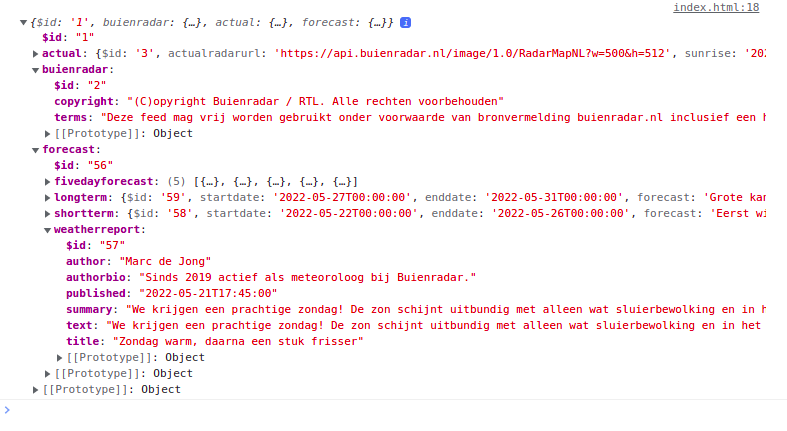 index.html:18
▼{$id: '1', buienradar: {…}, actual: {…}, forecast: {…}} i
$id: "1"
▶actual: {$id: '3', actualradarurl: 'https://api.buienradar.nl/image/1.0/RadarMapNL?w=500&h=512', sunrise: '202
▼buienradar:
$id: "2"
copyright: "(C)opyright Buienradar / RTL. Alle rechten voorbehouden"
terms: "Deze feed mag vrij worden gebruikt onder voorwaarde van bronvermelding buienradar.nl inclusief een h
▶[[Prototype]]: Object
▼forecast:
$id: "56"
▶fivedayforecast: (5) [{…}, {…}, {…}, {…}, {…}]
▶longterm: {$id: '59', startdate: '2022-05-27T00:00:00', enddate: '2022-05-31T00:00:00', forecast: 'Grote kan
▶shortterm: {$id: '58', startdate: '2022-05-22T00:00:00', enddate: '2022-05-26T00:00:00', forecast: 'Eerst wi
▼weatherreport:
$id: "57"
author: "Marc de Jong"
authorbio: "Sinds 2019 actief als meteoroloog bij Buienradar."
published: "2022-05-21T17:45:00"
summary: "We krijgen een prachtige zondag! De zon schijnt uitbundig met alleen wat sluierbewolking en in h
text: "We krijgen een prachtige zondag! De zon schijnt uitbundig met alleen wat sluierbewolking en in het
title: "Zondag warm, daarna een stuk frisser"
▶[[Prototype]]: Object
▶[[Prototype]]: Object
▶[[Prototype]]: Object
>